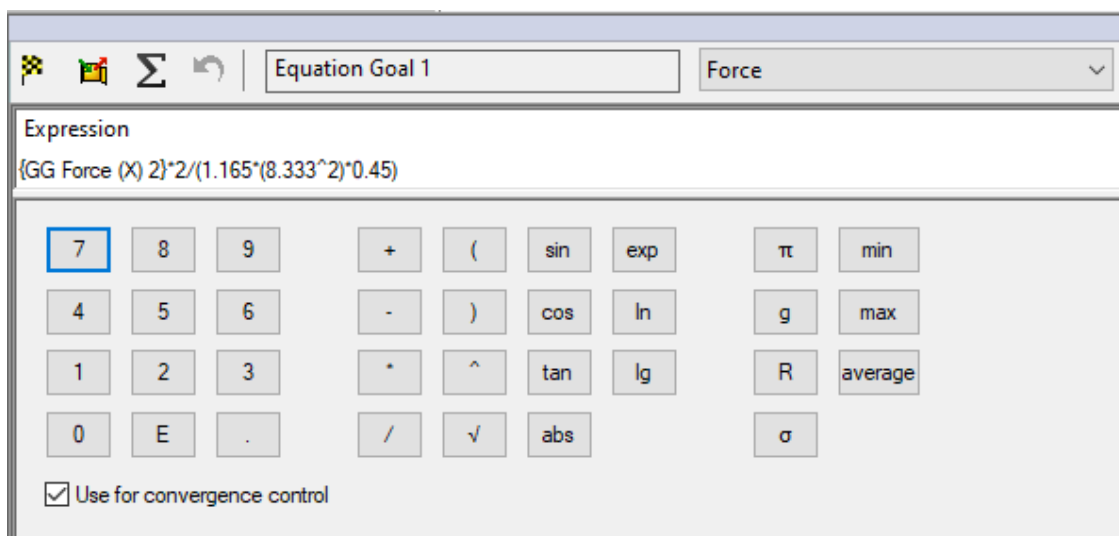 Equation Goal 1 Force
Expression
{GG Force (X) 2}*2/(1.165*(8.333^2)*0.45)
7 8 9 + ( sin exp π min
4 5 6 - ) cos ln g max
1 2 3 * ^ tan lg R average
0 E . / √ abs σ
Use for convergence control